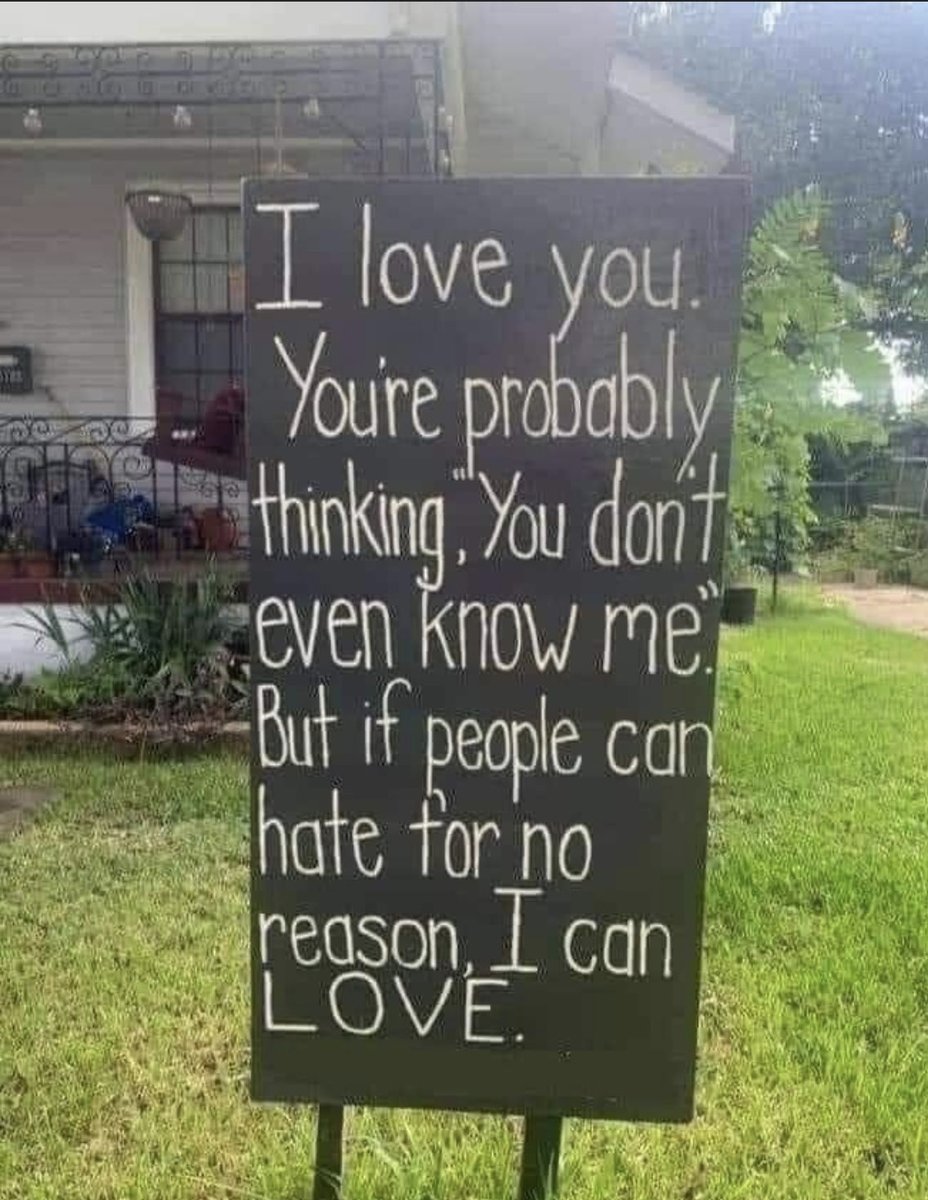 I love you.
You're probably
thinking, "You don't
even know me".
But if people can
hate for no
reason, I can
LOVE.